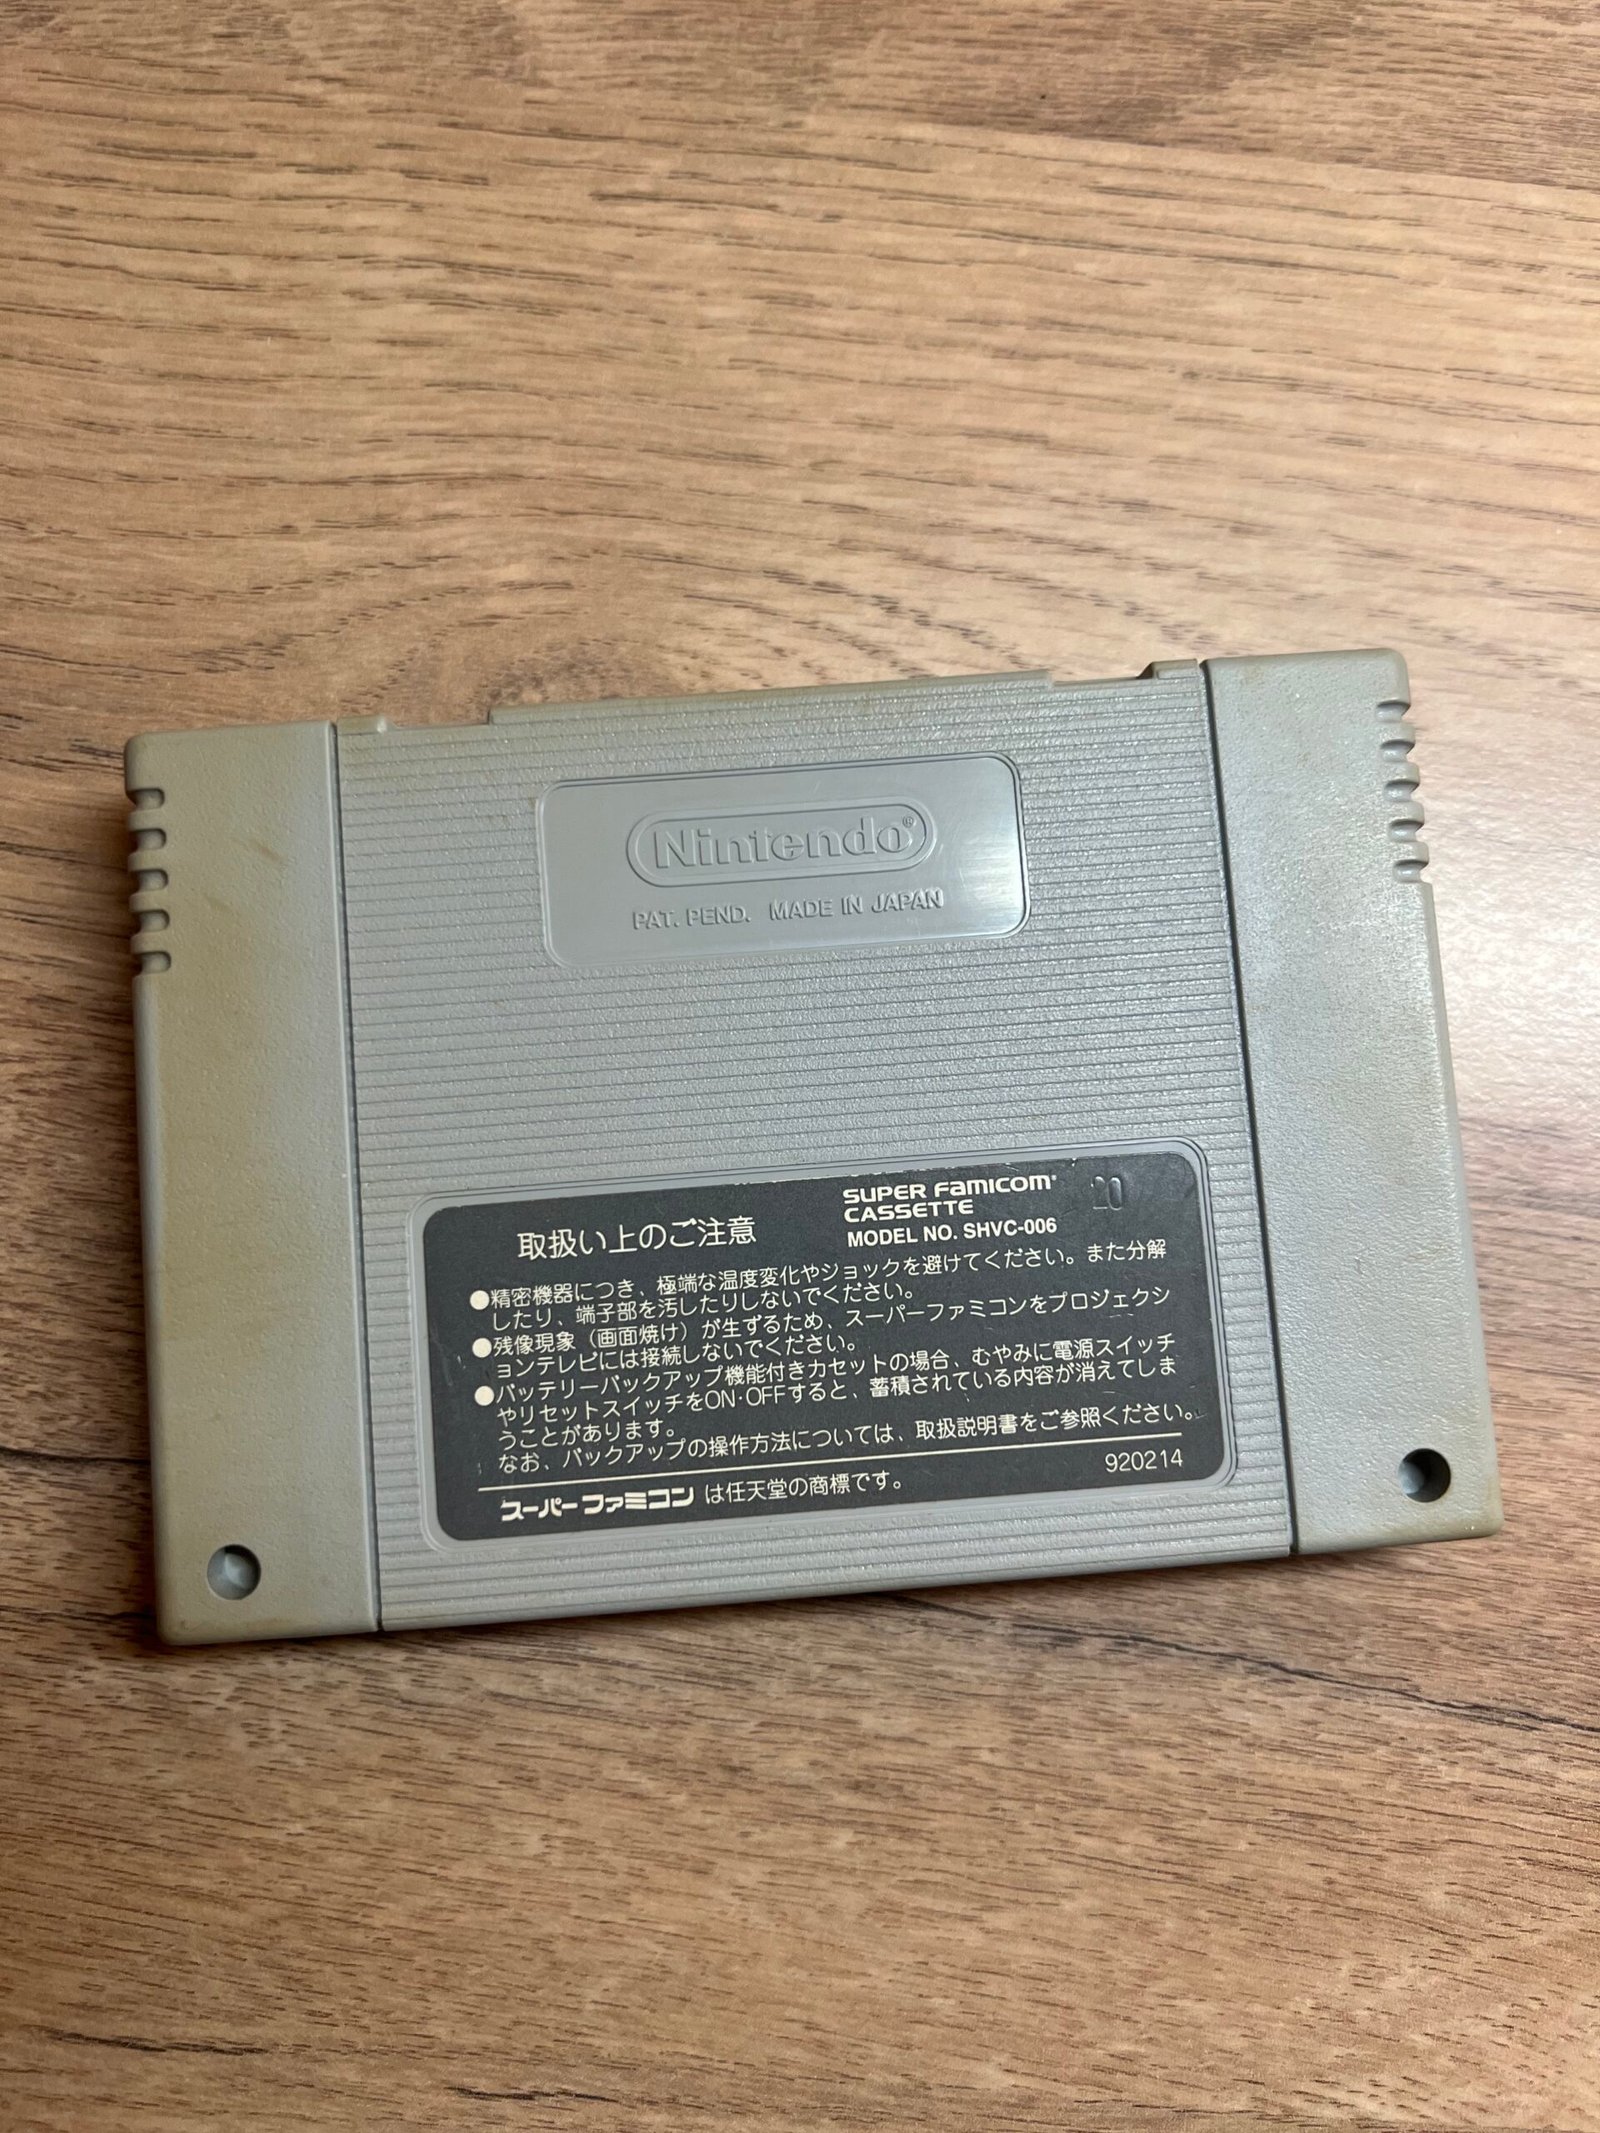 Nintendo®
PAT. PEND. MADE IN JAPAN
取扱い上のご注意
SUPER FAMICOM
CASSETTE
MODEL NO. SHVC-006
20
●精密機器につき、極端な温度変化やショックを避けてください。また分解
したり、端子部を汚したりしないでください。
●残像現象（画面焼け）が生ずるため、スーパーファミコンをプロジェクシ
ョンテレビには接続しないでください。
●バッテリーバックアップ機能付きカセットの場合、むやみに電源スイッチ
やリセットスイッチをON・OFFすると、蓄積されている内容が消えてしま
うことがあります。
なお、バックアップの操作方法については、取扱説明書をご参照ください。
スーパーファミコン は任天堂の商標です。
920214